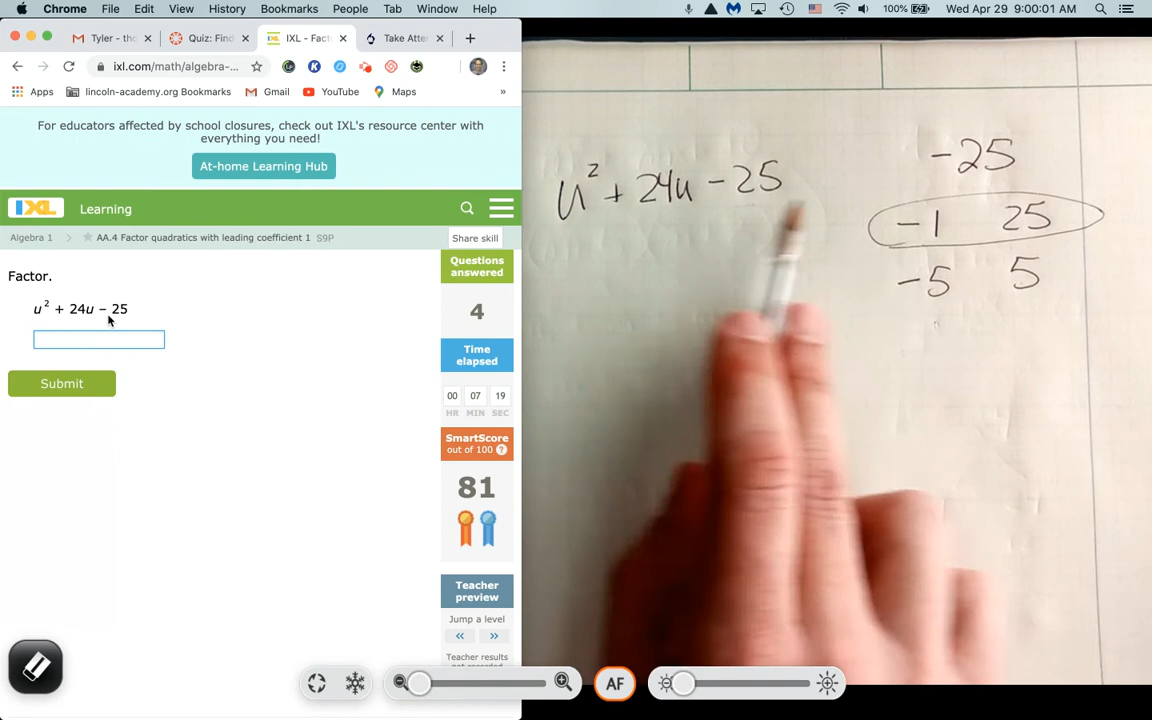 Chrome File Edit View History Bookmarks People Tab Window Help 100% Wed Apr 29 9:00:01 AM
Tyler - tho Quiz: Find IXL - Fact Take Atte
ixl.com/math/algebra-...
Apps lincoln-academy.org Bookmarks Gmail YouTube Maps »
For educators affected by school closures, check out IXL's resource center with
everything you need!
At-home Learning Hub
IXL Learning
Algebra 1 AA.4 Factor quadratics with leading coefficient 1 S9P Share skill
Questions
answered
4
Factor.
u² + 24u − 25
Submit
Time
elapsed
00 07 19
HR MIN SEC
SmartScore
out of 100 ?
81
Teacher
preview
Jump a level
<< >>
Teacher results
AF
u² + 24u − 25
−25
−1 25
−5 5